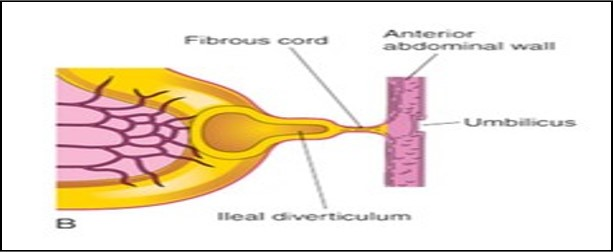 Fibrous cord
Anterior
abdominal wall
Umbilicus
Ileal diverticulum
B